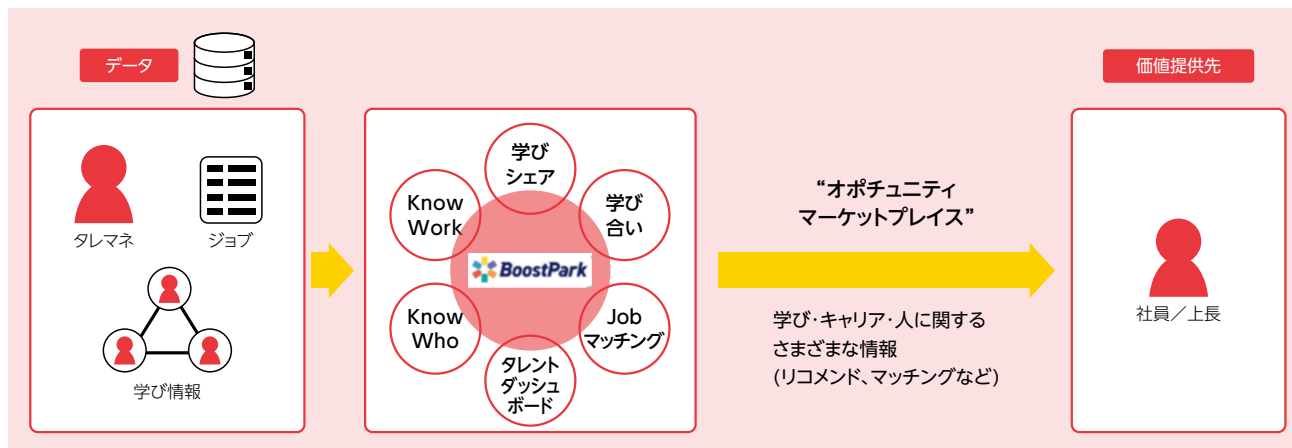 データ
タレマネ
ジョブ
学び情報
学び
シェア
学び
合い
Job
マッチング
タレント
ダッシュ
ボード
Know
Who
Know
Work
BoostPark
“オポチュニティ
マーケットプレイス”
学び・キャリア・人に関する
さまざまな情報
(リコメンド、マッチングなど)
価値提供先
社員／上長